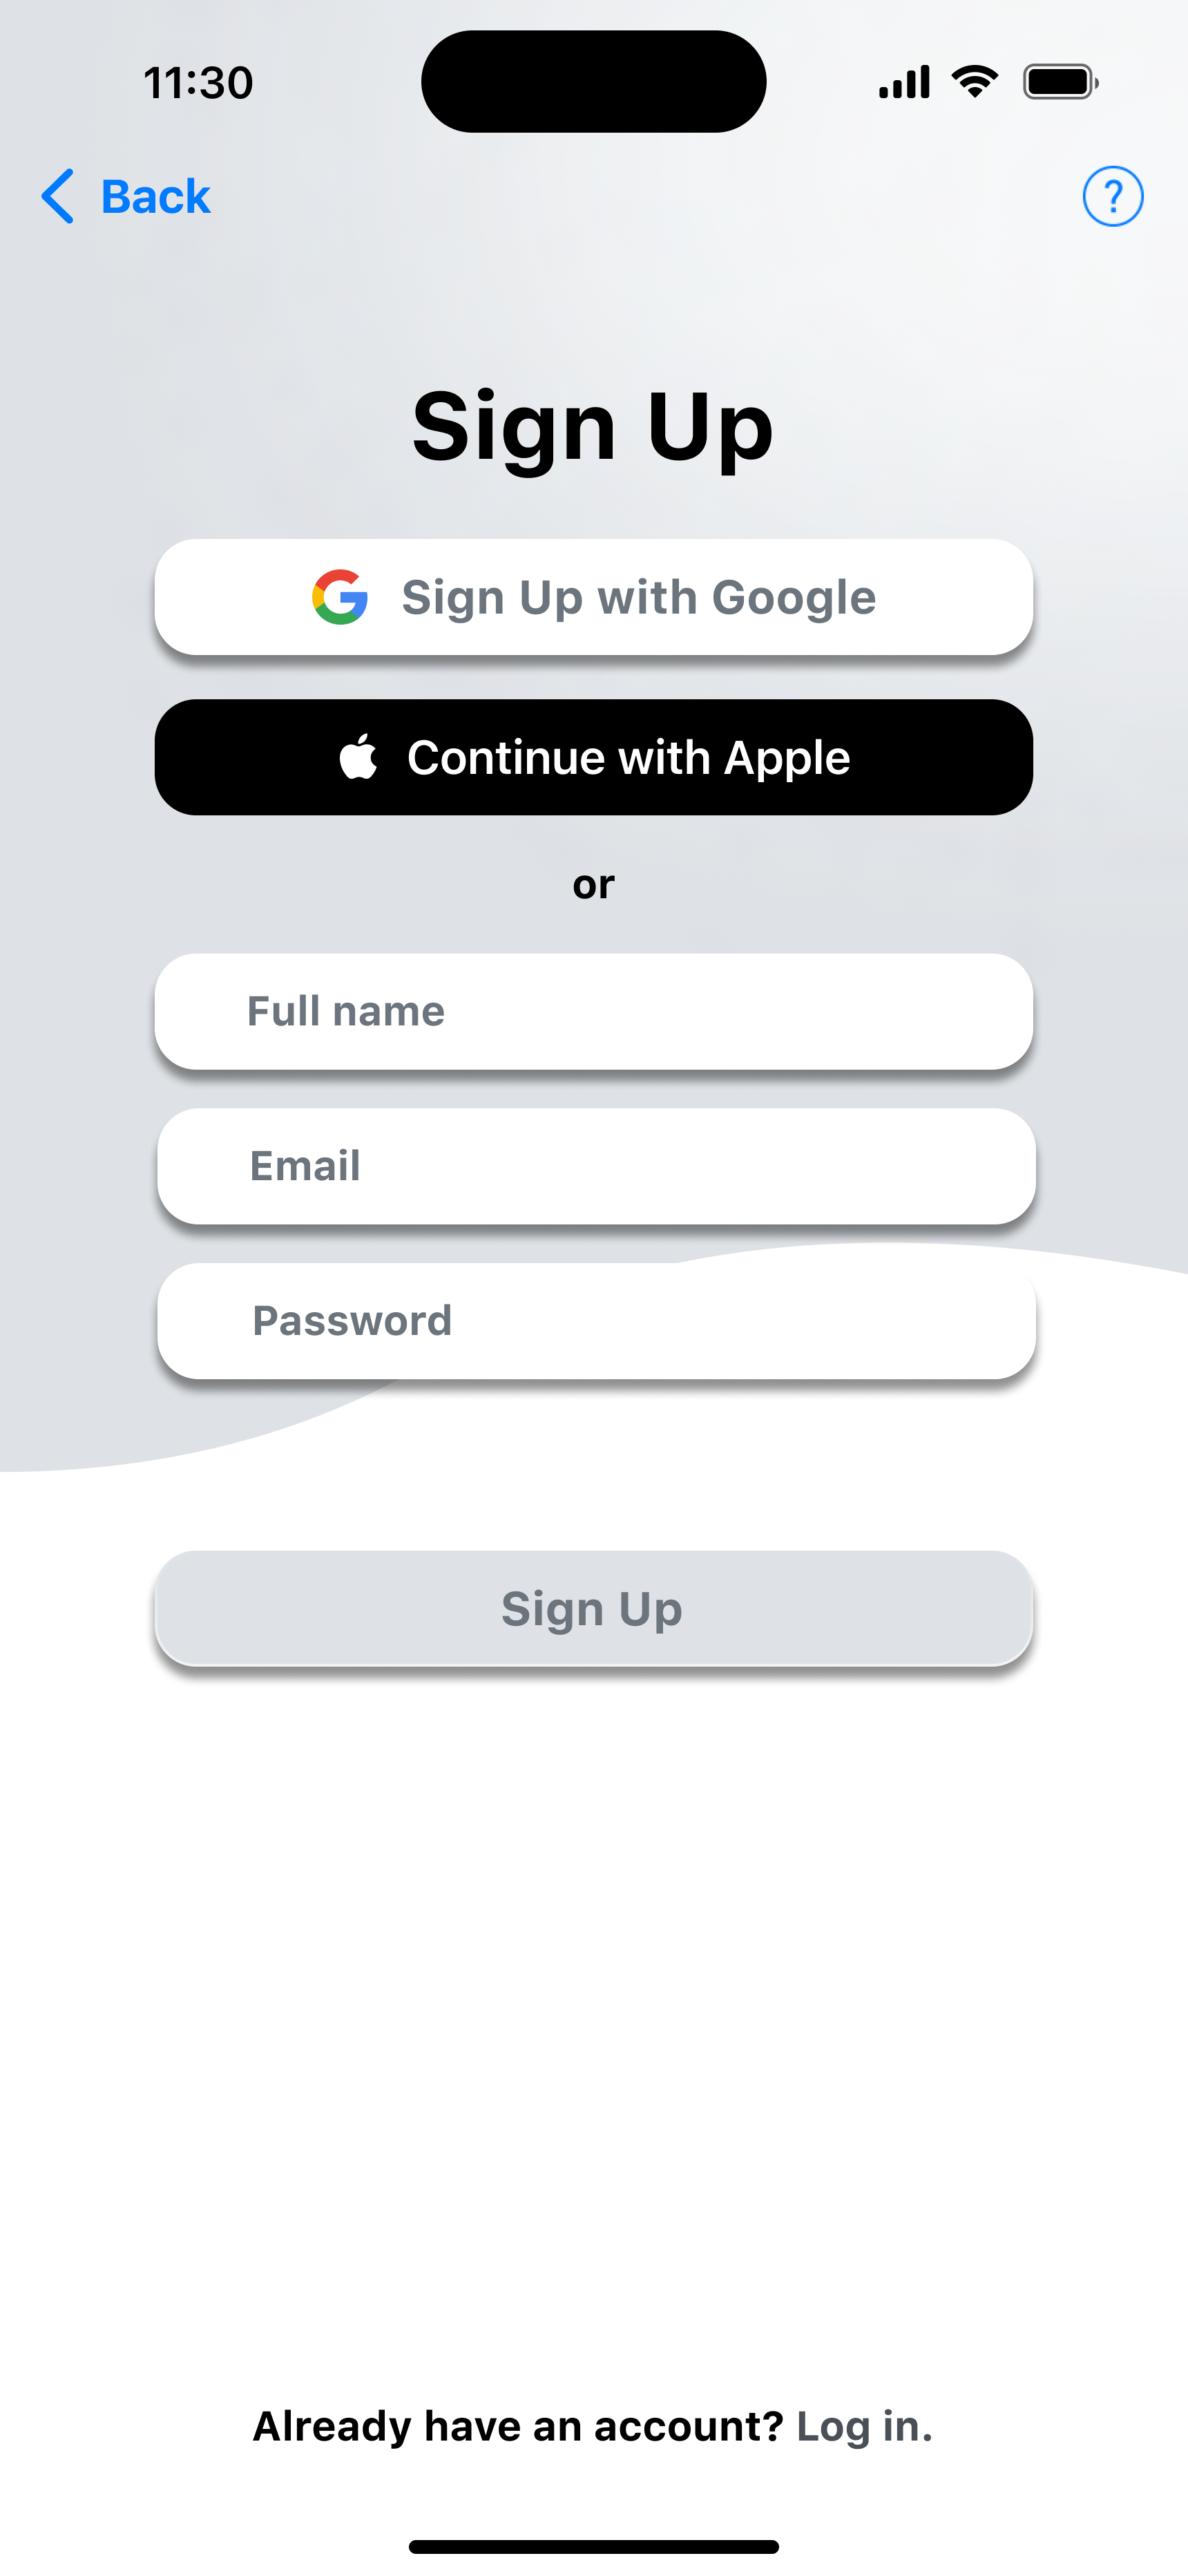 11:30
Back
?
Sign Up
Sign Up with Google
Continue with Apple
or
Full name
Email
Password
Sign Up
Already have an account? Log in.